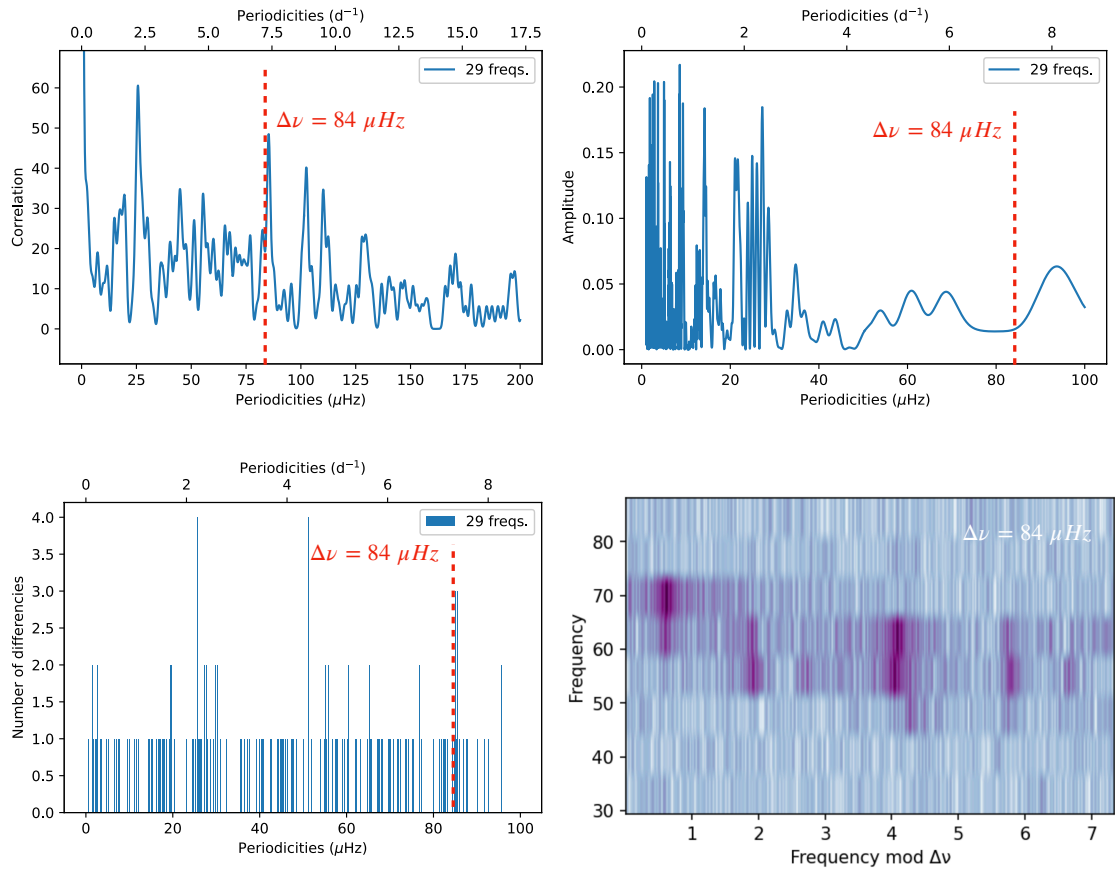 Periodicities (d⁻¹)
0.0 2.5 5.0 7.5 10.0 12.5 15.0 17.5
60
50
40
30
20
10
0
Correlation
29 freqs.
Δν = 84 μHz
0 25 50 75 100 125 150 175 200
Periodicities (μHz)
Periodicities (d⁻¹)
0 2 4 6 8
0.20
0.15
0.10
0.05
0.00
Amplitude
29 freqs.
Δν = 84 μHz
0 20 40 60 80 100
Periodicities (μHz)
Periodicities (d⁻¹)
0 2 4 6 8
4.0
3.5
3.0
2.5
2.0
1.5
1.0
0.5
0.0
Number of differencies
29 freqs.
Δν = 84 μHz
0 20 40 60 80 100
Periodicities (μHz)
80
70
60
50
40
30
Frequency
Δν = 84 μHz
1 2 3 4 5 6 7
Frequency mod Δν